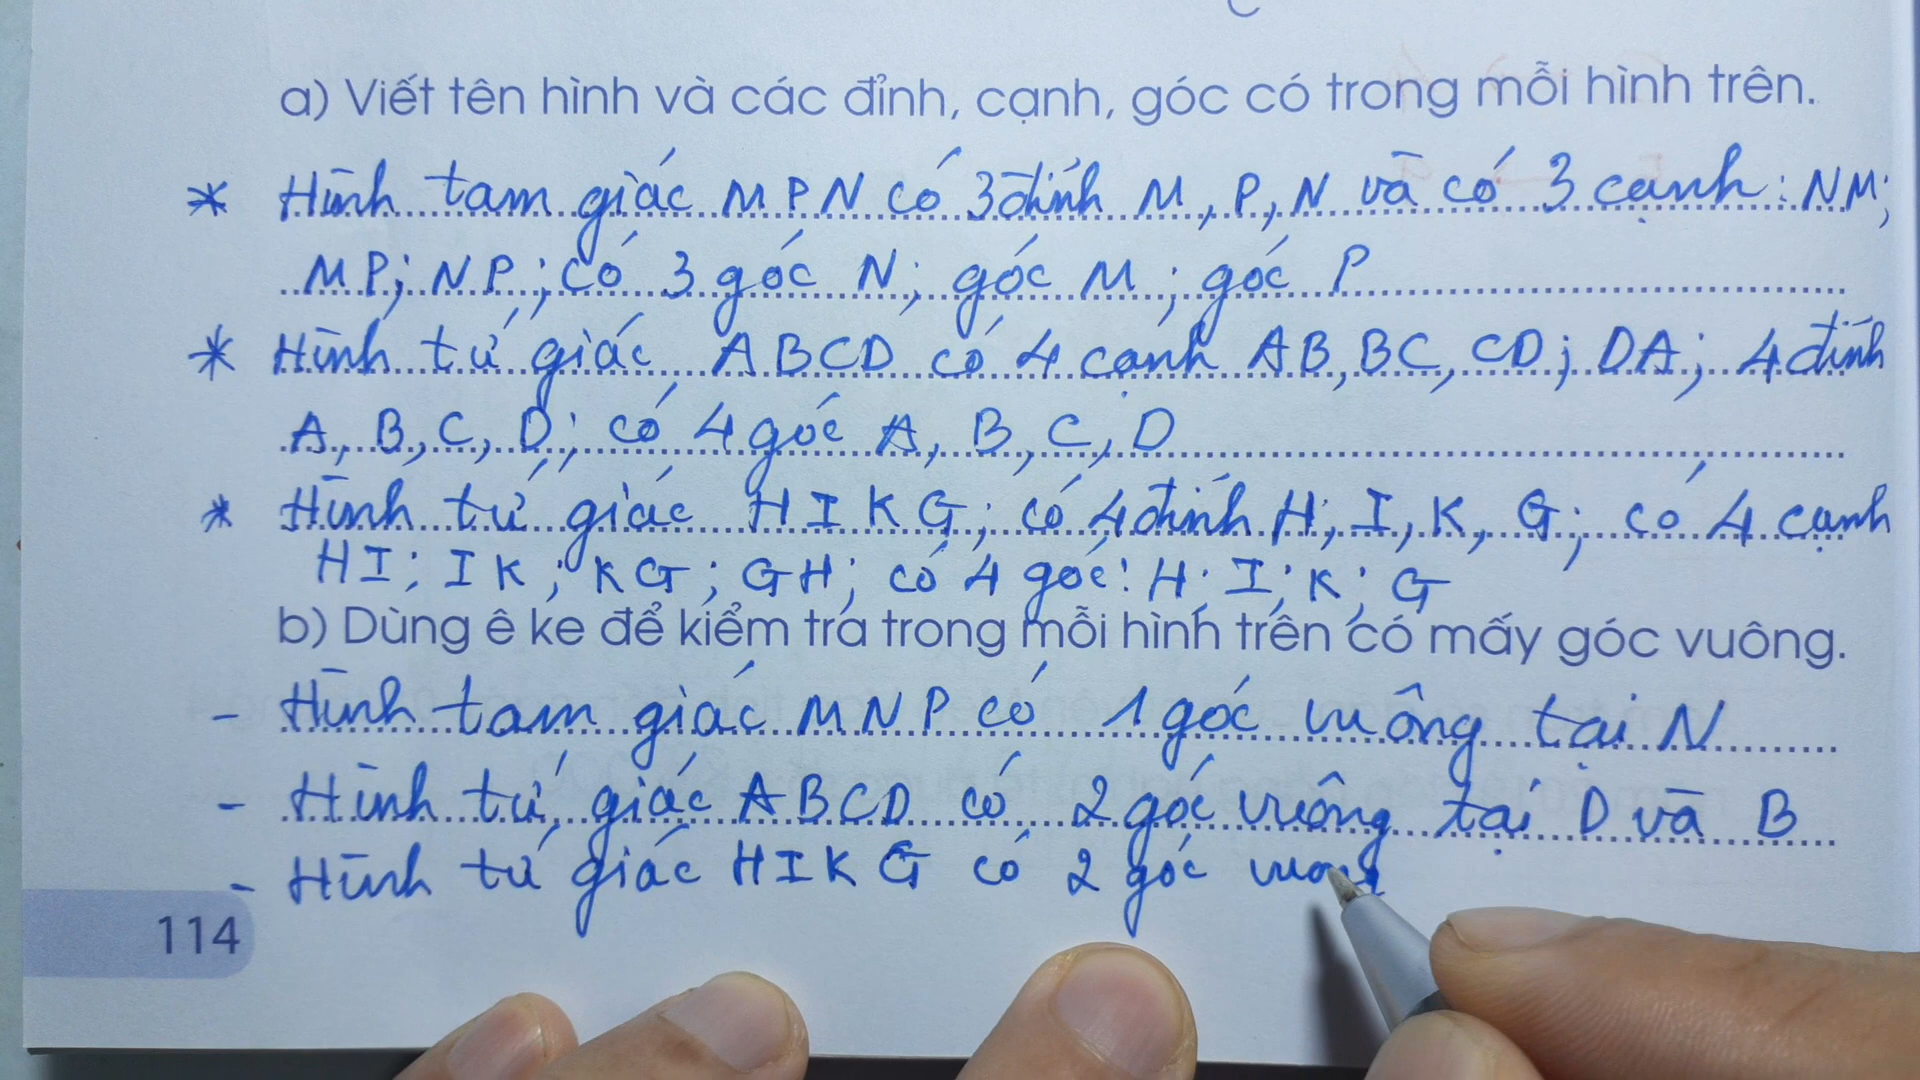 a) Viết tên hình và các đỉnh, cạnh, góc có trong mỗi hình trên.
* Hình tam giác MPN có 3 đỉnh M, P, N và có 3 cạnh: NM;
MP; NP; có 3 góc N; góc M; góc P
* Hình tứ giác ABCD có 4 cạnh AB, BC, CD; DA; 4 đỉnh
A, B, C, D; có 4 góc A, B, C, D
* Hình tứ giác HIKG; có 4 đỉnh H, I, K, G; có 4 cạnh
HI; IK; KG; GH; có 4 góc: H; I; K; G
b) Dùng ê ke để kiểm tra trong mỗi hình trên có mấy góc vuông.
- Hình tam giác MNP có 1 góc vuông tại N
- Hình tứ giác ABCD có 2 góc vuông tại D và B
- Hình tứ giác HIKG có 2 góc vuong
114